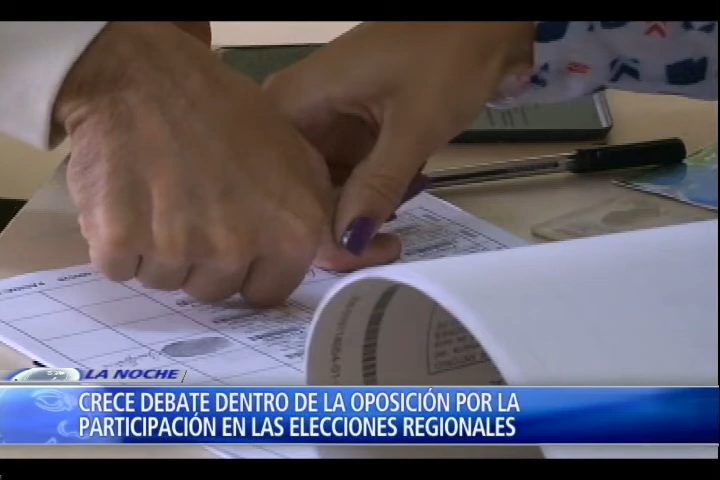 LA NOCHE
CRECE DEBATE DENTRO DE LA OPOSICIÓN POR LA
PARTICIPACIÓN EN LAS ELECCIONES REGIONALES